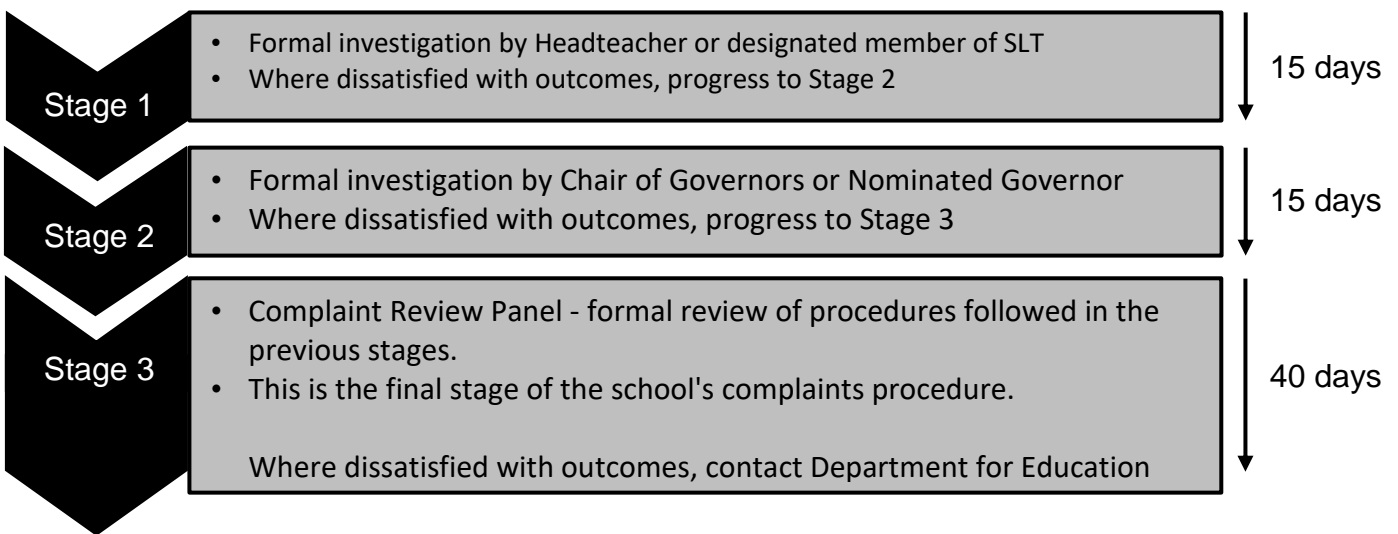 Stage 1
• Formal investigation by Headteacher or designated member of SLT
• Where dissatisfied with outcomes, progress to Stage 2
15 days
Stage 2
• Formal investigation by Chair of Governors or Nominated Governor
• Where dissatisfied with outcomes, progress to Stage 3
15 days
Stage 3
• Complaint Review Panel - formal review of procedures followed in the
previous stages.
• This is the final stage of the school's complaints procedure.
Where dissatisfied with outcomes, contact Department for Education
40 days